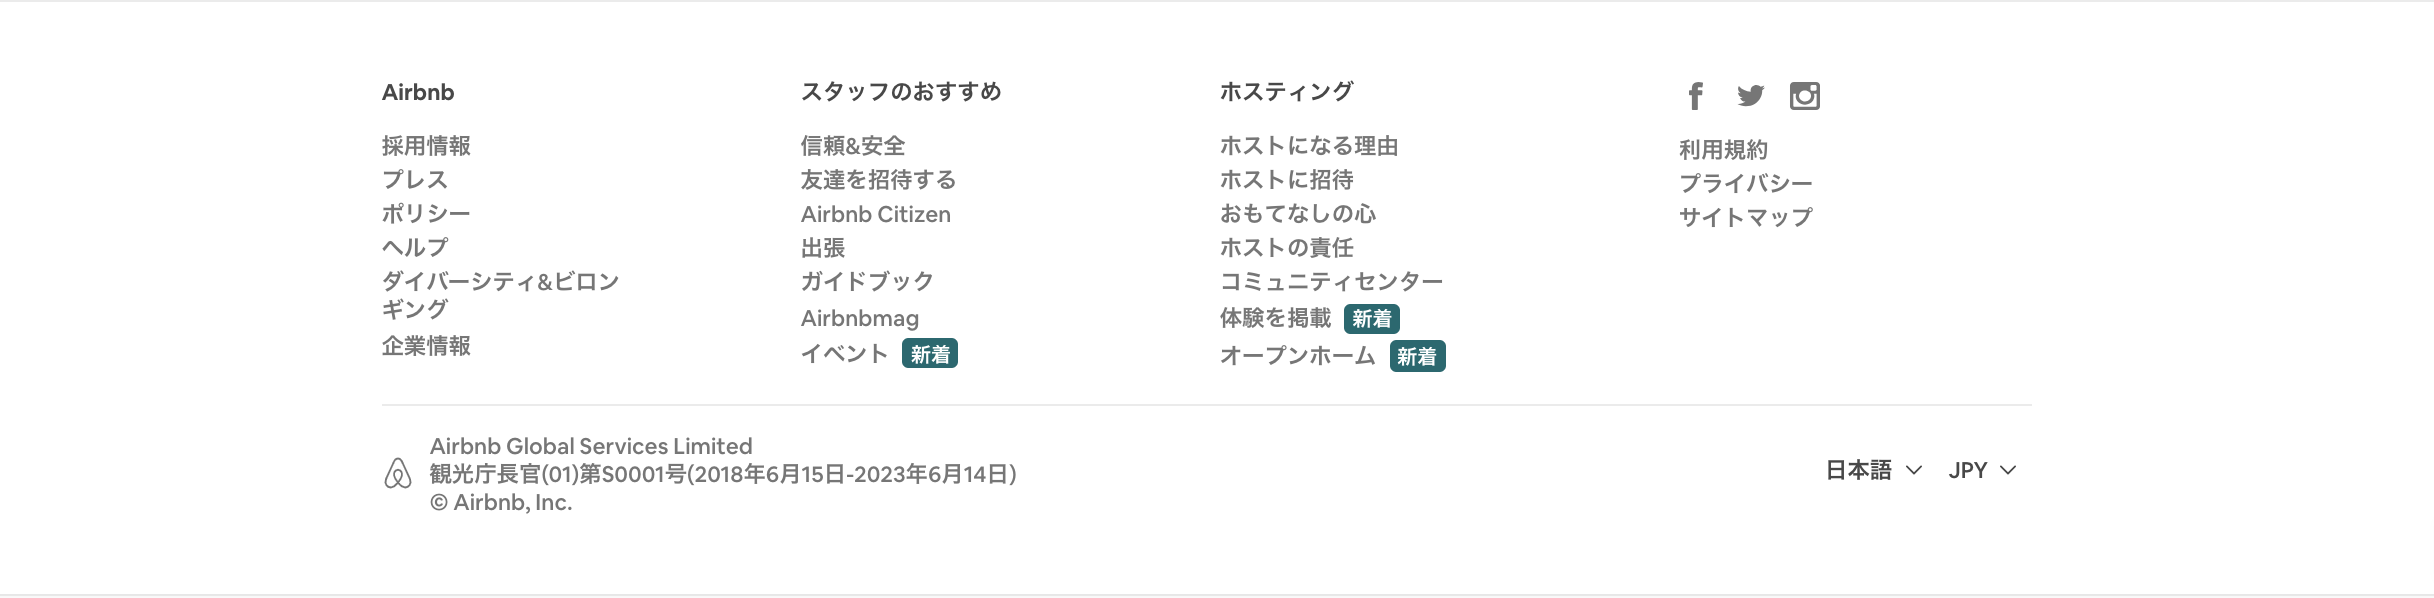 Airbnb
採用情報
プレス
ポリシー
ヘルプ
ダイバーシティ&ビロン
ギング
企業情報
スタッフのおすすめ
信頼&安全
友達を招待する
Airbnb Citizen
出張
ガイドブック
Airbnbmag
イベント 新着
ホスティング
ホストになる理由
ホストに招待
おもてなしの心
ホストの責任
コミュニティセンター
体験を掲載 新着
オープンホーム 新着
利用規約
プライバシー
サイトマップ
Airbnb Global Services Limited
観光庁長官(01)第S0001号(2018年6月15日-2023年6月14日)
© Airbnb, Inc.
日本語 JPY